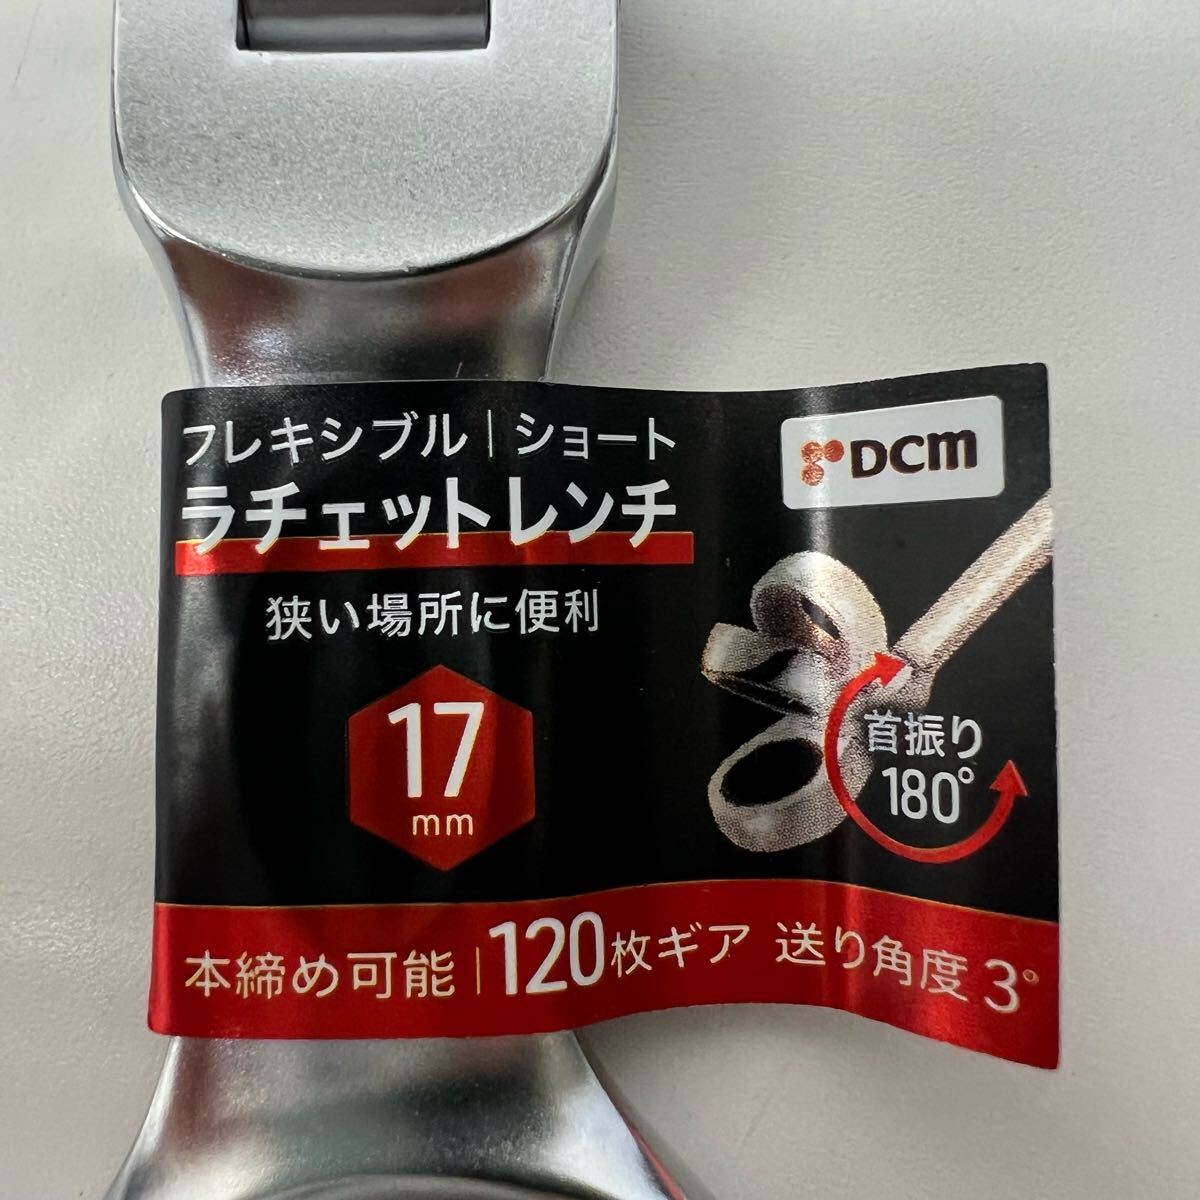 フレキシブル|ショート
DCM
ラチェットレンチ
狭い場所に便利
17
mm
首振り
180°
本締め可能|120枚ギア 送り角度3°